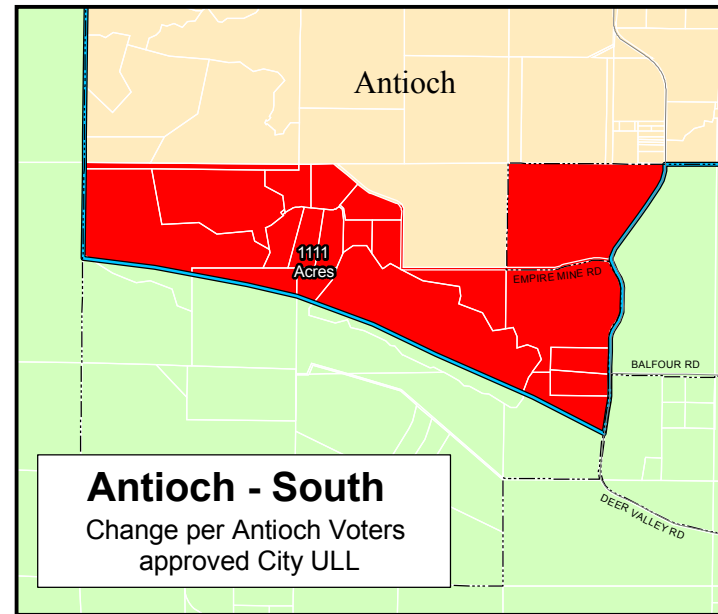 Antioch
1111
Acres
EMPIRE MINE RD
BALFOUR RD
DEER VALLEY RD
Antioch - South
Change per Antioch Voters
approved City ULL